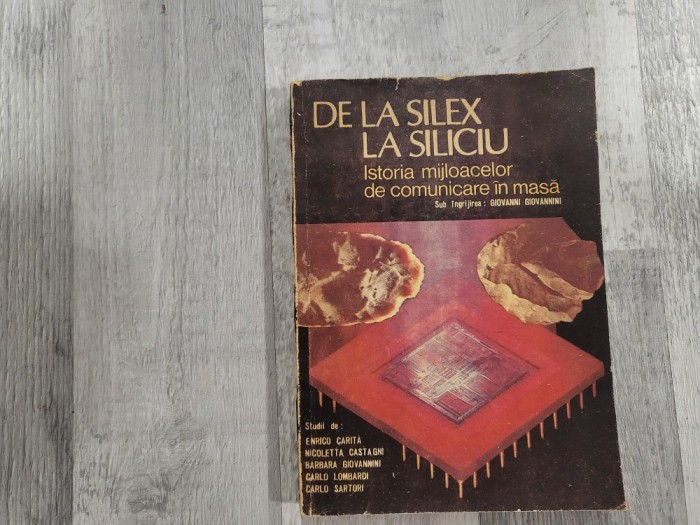 DE LA SILEX
LA SILICIU
Istoria mijloacelor
de comunicare în masă
Sub îngrijirea: GIOVANNI GIOVANNINI
Studii de:
ENRICO CARITÀ
NICOLETTA CASTAGNI
BARBARA GIOVANNINI
CARLO LOMBARDI
CARLO SARTORI